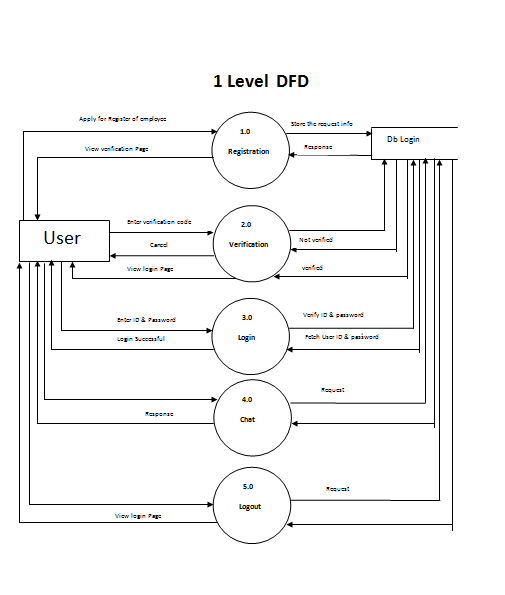 1 Level DFD
Apply for Register of employee
1.0
Registration
Store the request info
Db Login
View verification Page
Response
User
Enter verification code
2.0
Verification
Not verified
Cancel
View login Page
verified
3.0
Login
Enter ID & Password
Verify ID & password
Login Successful
Fetch User ID & password
4.0
Chat
Request
Response
5.0
Logout
Request
View login Page